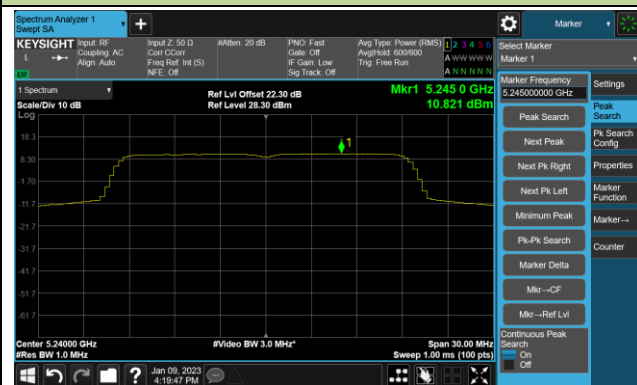 Spectrum Analyzer 1
Swept SA
+
Marker
KEYSIGHT
L
Input: RF
Coupling: AC
Align: Auto
Input Z: 50 Ω
Corr CCorr
Freq Ref: Int (S)
NFE: Off
#Atten: 20 dB
PNO: Fast
Gate: Off
IF Gain: Low
Sig Track: Off
Avg Type: Power (RMS)
Avg|Hold: 600/600
Trig: Free Run
1 2 3 4 5 6
A W W W W W
A N N N N N
Select Marker
Marker 1
1 Spectrum
Scale/Div 10 dB
Log
Ref Lvl Offset 22.30 dB
Ref Level 28.30 dBm
Mkr1 5.245 0 GHz
10.821 dBm
1
18.3
8.30
-1.70
-11.7
-21.7
-31.7
-41.7
-51.7
-61.7
Center 5.24000 GHz
#Res BW 1.0 MHz
#Video BW 3.0 MHz*
Span 30.00 MHz
Sweep 1.00 ms (100 pts)
Marker Frequency
5.245000000 GHz
Peak Search
Next Peak
Next Pk Right
Next Pk Left
Minimum Peak
Pk-Pk Search
Marker Delta
Mkr→CF
Mkr→Ref Lvl
Continuous Peak
Search
On
Off
Settings
Peak
Search
Pk Search
Config
Properties
Marker
Function
Marker→
Counter
?
Jan 09, 2023
4:19:47 PM